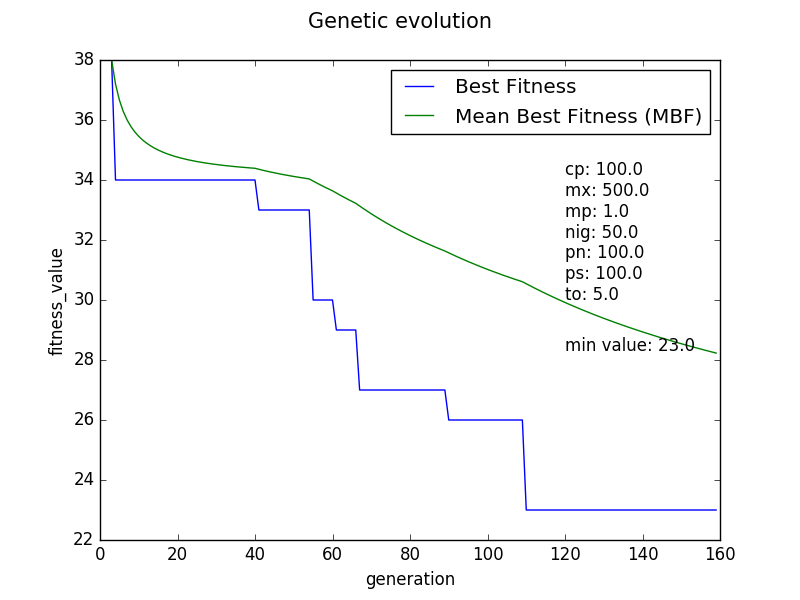 Genetic evolution
Best Fitness
Mean Best Fitness (MBF)
cp: 100.0
mx: 500.0
mp: 1.0
nig: 50.0
pn: 100.0
ps: 100.0
to: 5.0
min value: 23.0
fitness_value
38
36
34
32
30
28
26
24
22
0 20 40 60 80 100 120 140 160
generation